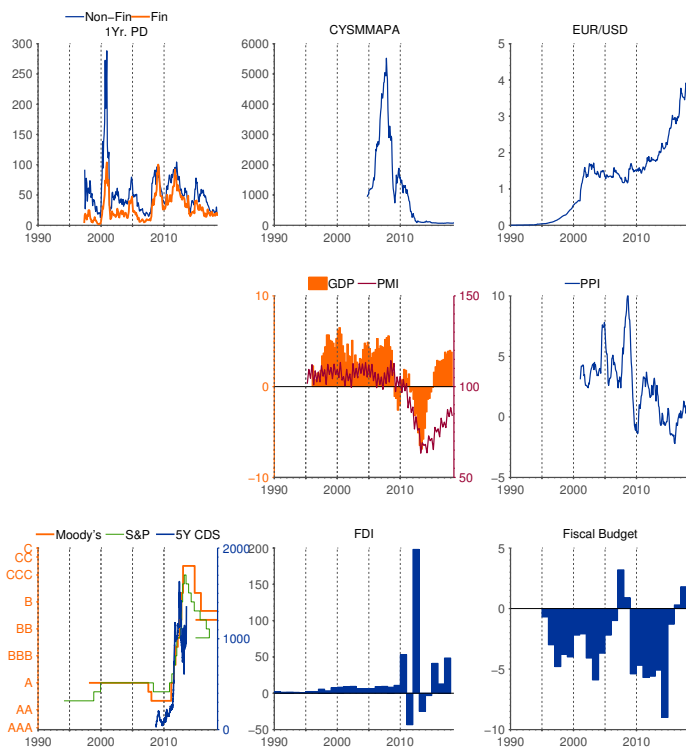 Non-Fin Fin
1Yr. PD
300
250
200
150
100
50
0
1990 2000 2010
CYSMMAPA
6000
5000
4000
3000
2000
1000
0
1990 2000 2010
EUR/USD
5
4
3
2
1
0
1990 2000 2010
GDP PMI
10 150
0 100
-10 50
1990 2000 2010
PPI
10
5
0
-5
1990 2000 2010
Moody's S&P 5Y CDS
C 2000
CC
CCC
B
BB 1000
BBB
A
AA
AAA 0
1990 2000 2010
FDI
200
150
100
50
0
-50
1990 2000 2010
Fiscal Budget
5
0
-5
-10
1990 2000 2010